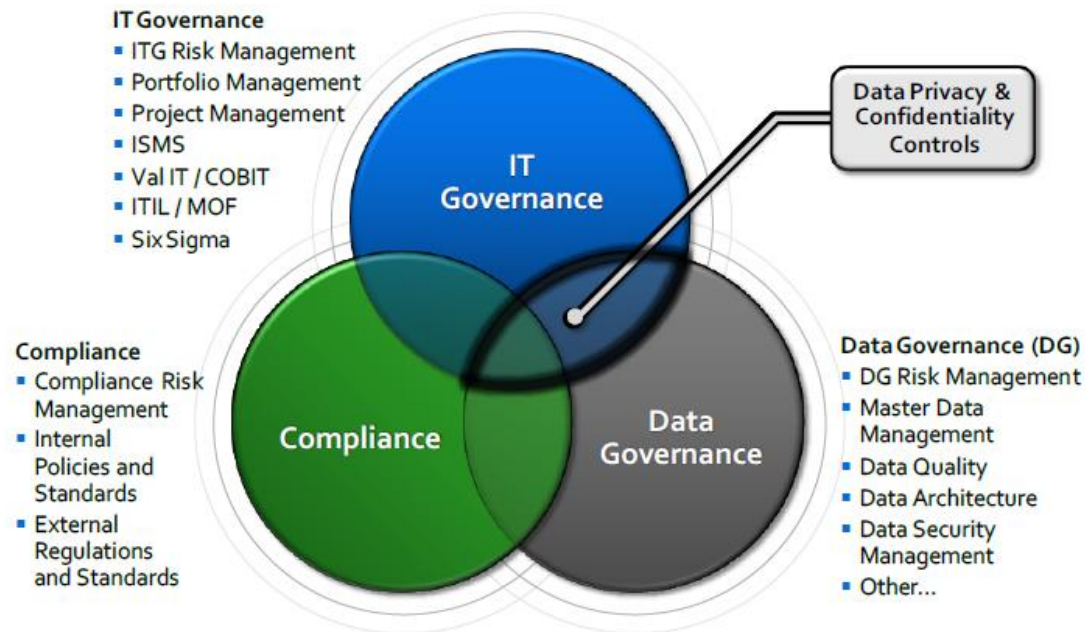 IT Governance
▪ ITG Risk Management
▪ Portfolio Management
▪ Project Management
▪ ISMS
▪ Val IT / COBIT
▪ ITIL / MOF
▪ Six Sigma
Data Privacy &
Confidentiality
Controls
IT
Governance
Compliance
▪ Compliance Risk
Management
▪ Internal
Policies and
Standards
▪ External
Regulations
and Standards
Compliance
Data
Governance
Data Governance (DG)
▪ DG Risk Management
▪ Master Data
Management
▪ Data Quality
▪ Data Architecture
▪ Data Security
Management
▪ Other...